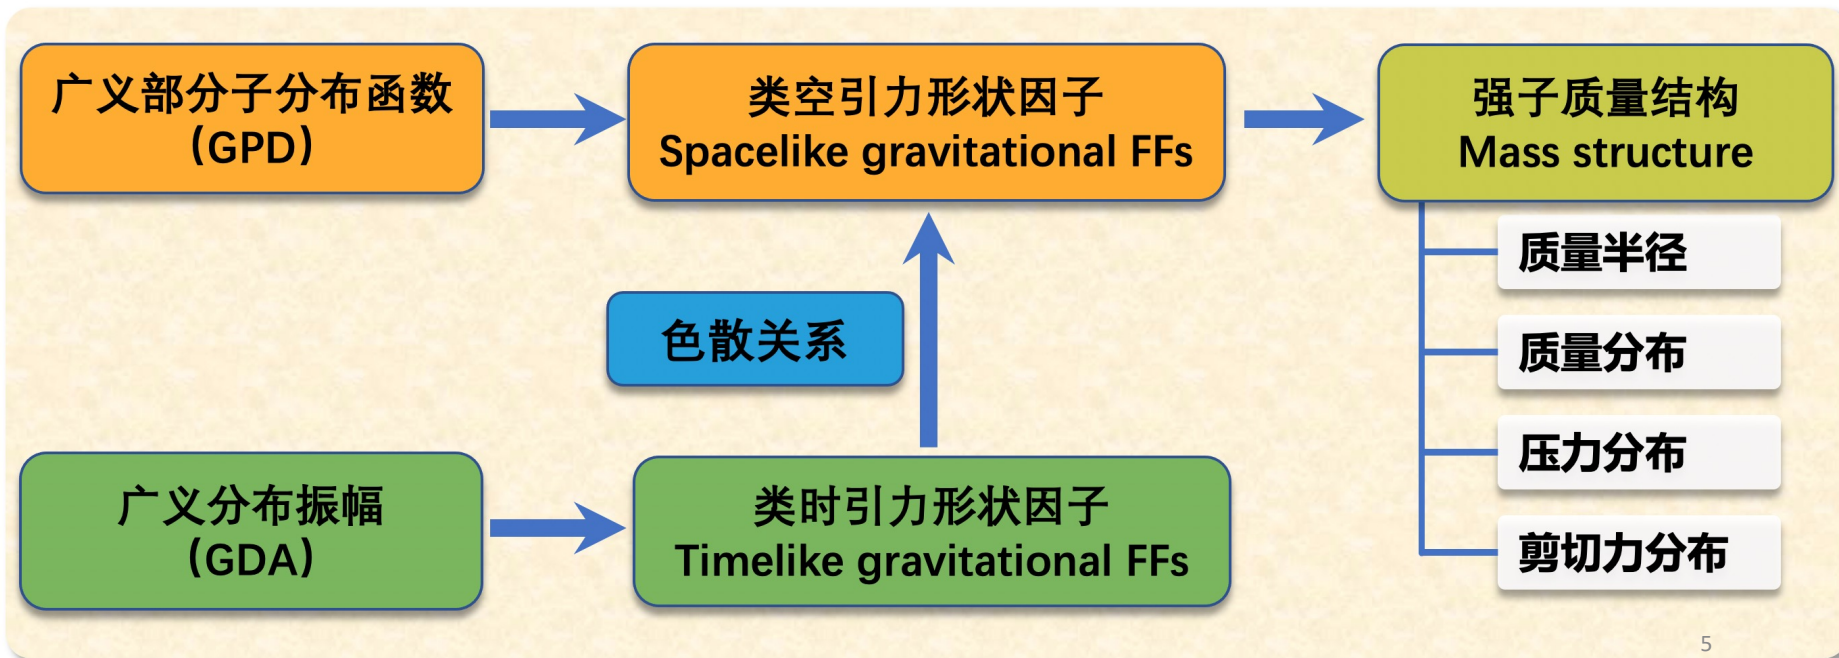 广义部分子分布函数
(GPD)
类空引力形状因子
Spacelike gravitational FFs
强子质量结构
Mass structure
质量半径
质量分布
压力分布
剪切力分布
色散关系
广义分布振幅
(GDA)
类时引力形状因子
Timelike gravitational FFs
5